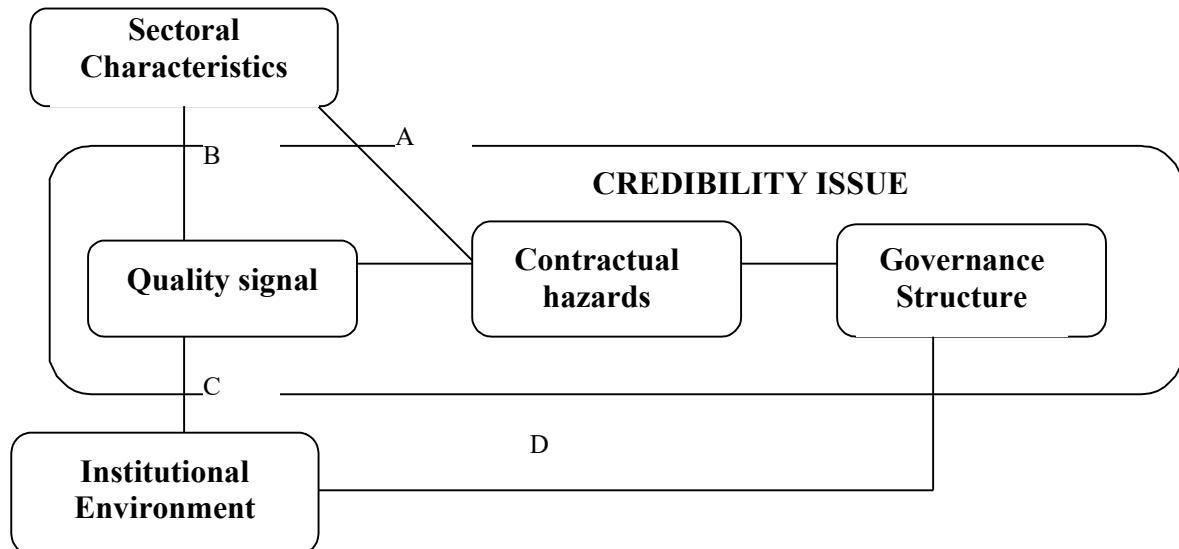 Sectoral
Characteristics
A
B
CREDIBILITY ISSUE
Quality signal
Contractual
hazards
Governance
Structure
C
D
Institutional
Environment